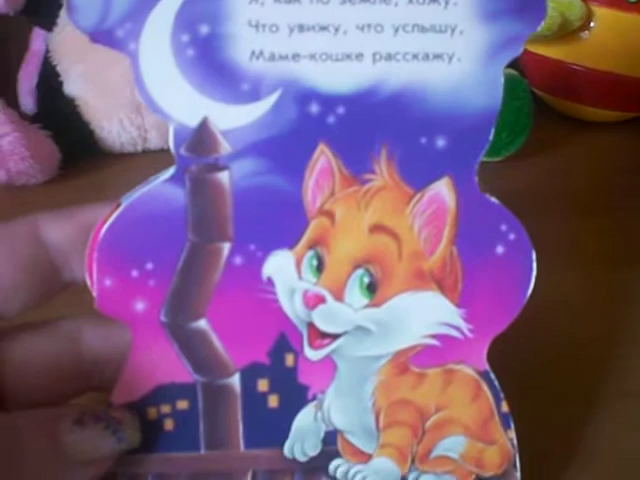 Я, как по земле, хожу.
Что увижу, что услышу,
Маме-кошке расскажу.